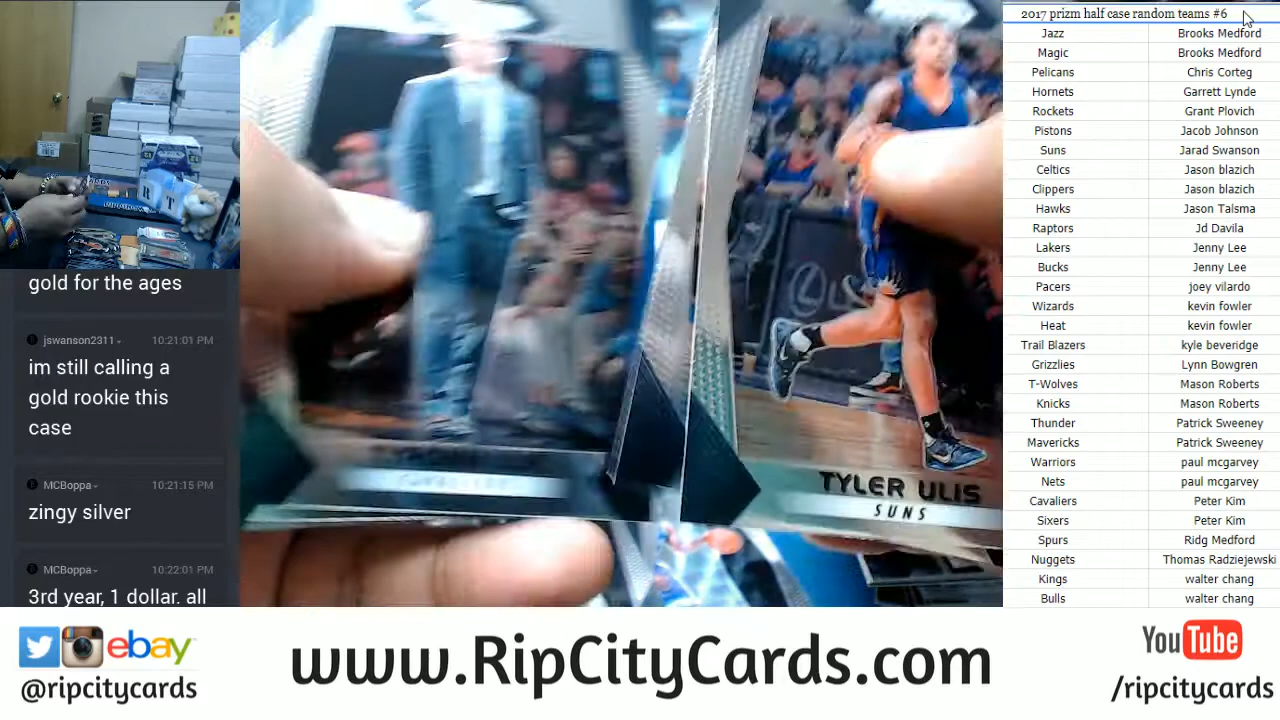 gold for the ages
jswanson2311 10:21:01 PM
im still calling a
gold rookie this
case
MCBoppa 10:21:15 PM
zingy silver
MCBoppa 10:22:01 PM
3rd year, 1 dollar. all
TYLER ULIS
SUNS
2017 prizm half case random teams #6
Jazz Brooks Medford
Magic Brooks Medford
Pelicans Chris Corteg
Hornets Garrett Lynde
Rockets Grant Plovich
Pistons Jacob Johnson
Suns Jarad Swanson
Celtics Jason blazich
Clippers Jason blazich
Hawks Jason Talsma
Raptors Jd Davila
Lakers Jenny Lee
Bucks Jenny Lee
Pacers joey vilardo
Wizards kevin fowler
Heat kevin fowler
Trail Blazers kyle beveridge
Grizzlies Lynn Bowgren
T-Wolves Mason Roberts
Knicks Mason Roberts
Thunder Patrick Sweeney
Mavericks Patrick Sweeney
Warriors paul mcgarvey
Nets paul mcgarvey
Cavaliers Peter Kim
Sixers Peter Kim
Spurs Ridg Medford
Nuggets Thomas Radziejewski
Kings walter chang
Bulls walter chang
ebay
@ripcitycards
www.RipCityCards.com
YouTube
/ripcitycards